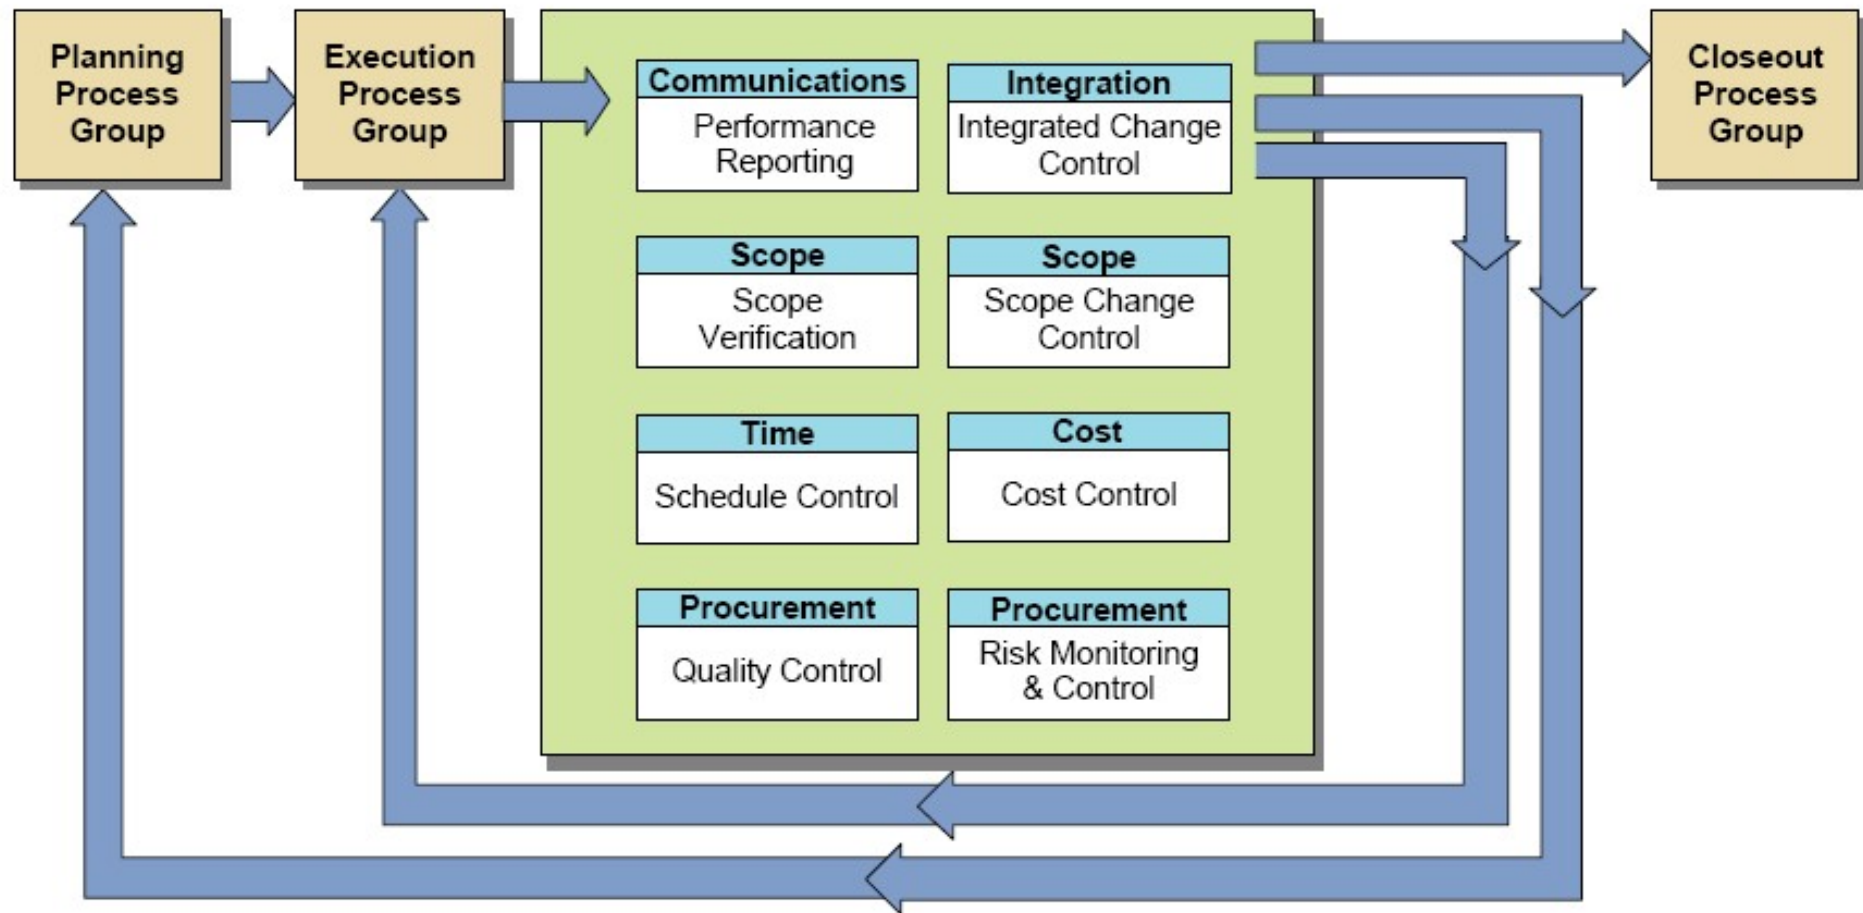 Planning
Process
Group
Execution
Process
Group
Communications
Performance
Reporting
Integration
Integrated Change
Control
Scope
Scope
Verification
Scope
Scope Change
Control
Time
Schedule Control
Cost
Cost Control
Procurement
Quality Control
Procurement
Risk Monitoring
& Control
Closeout
Process
Group